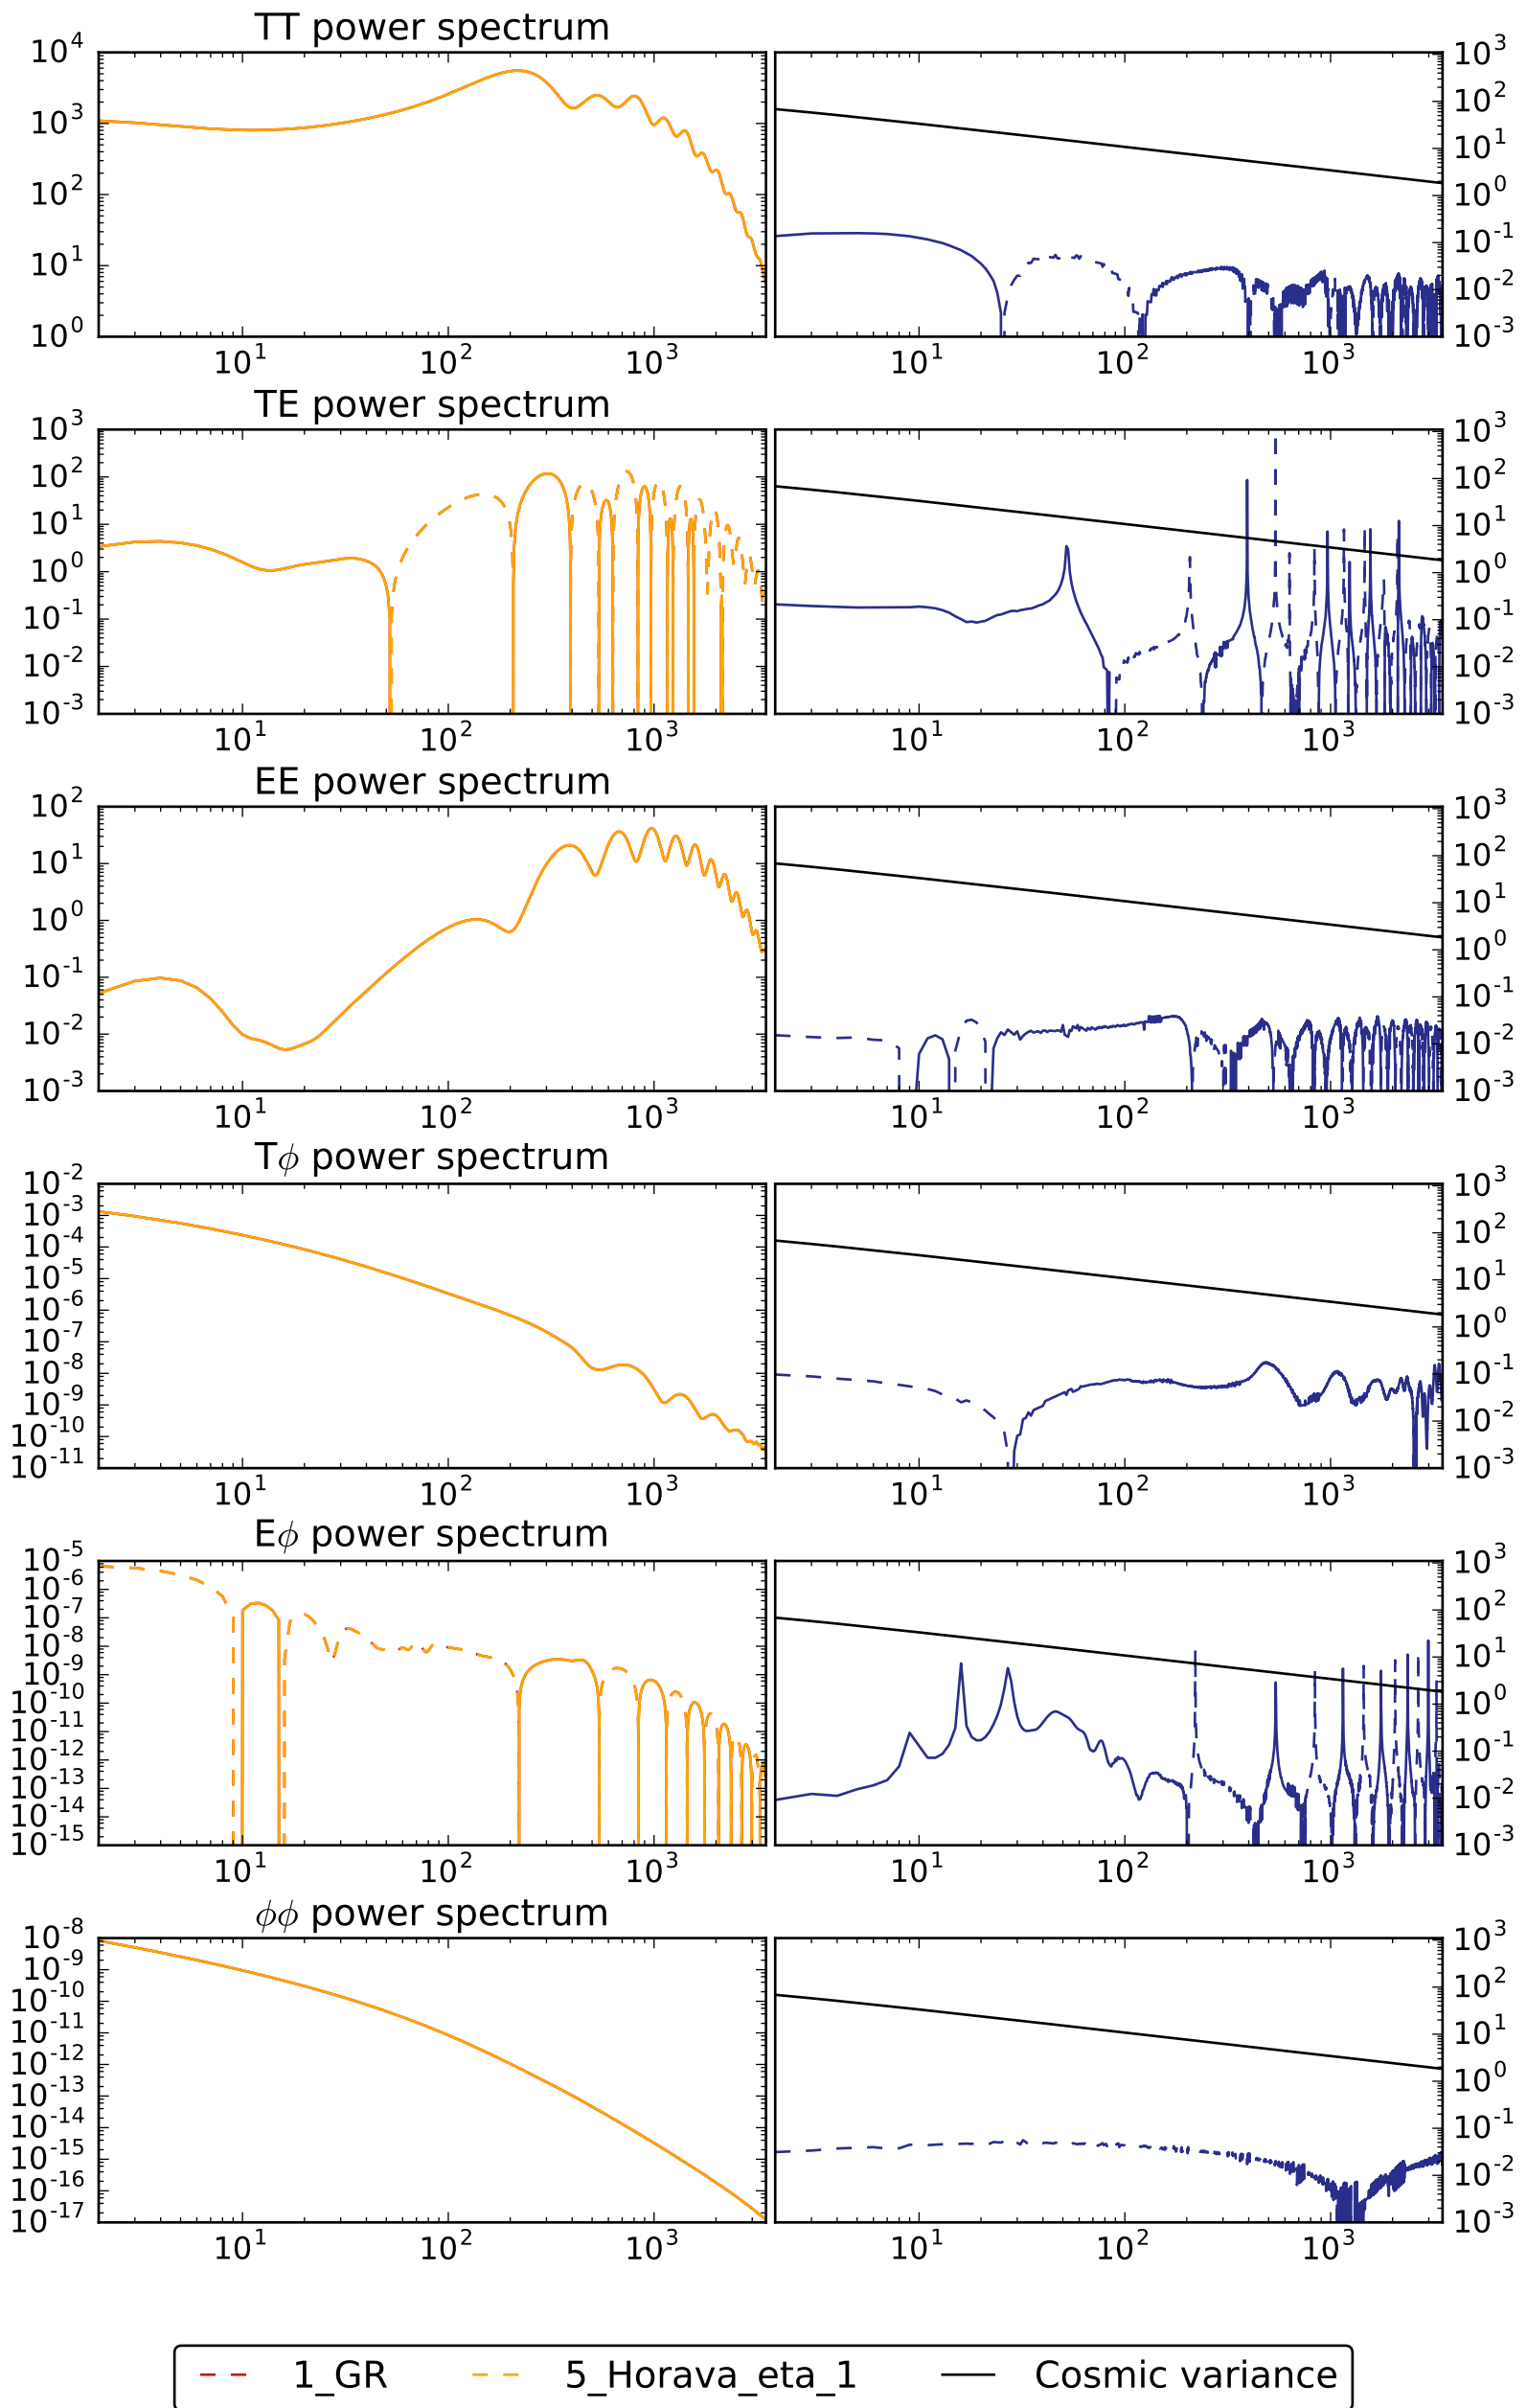 TT power spectrum
10^4 10^3 10^2 10^1 10^0
10^3 10^2 10^1 10^0 10^-1 10^-2 10^-3
10^1 10^2 10^3 10^1 10^2 10^3
TE power spectrum
10^3 10^2 10^1 10^0 10^-1 10^-2 10^-3
10^3 10^2 10^1 10^0 10^-1 10^-2 10^-3
10^1 10^2 10^3 10^1 10^2 10^3
EE power spectrum
10^2 10^1 10^0 10^-1 10^-2 10^-3
10^3 10^2 10^1 10^0 10^-1 10^-2 10^-3
10^1 10^2 10^3 10^1 10^2 10^3
Tϕ power spectrum
10^-2 10^-3 10^-4 10^-5 10^-6 10^-7 10^-8 10^-9 10^-10 10^-11
10^3 10^2 10^1 10^0 10^-1 10^-2 10^-3
10^1 10^2 10^3 10^1 10^2 10^3
Eϕ power spectrum
10^-5 10^-6 10^-7 10^-8 10^-9 10^-10 10^-11 10^-12 10^-13 10^-14 10^-15
10^3 10^2 10^1 10^0 10^-1 10^-2 10^-3
10^1 10^2 10^3 10^1 10^2 10^3
ϕϕ power spectrum
10^-8 10^-9 10^-10 10^-11 10^-12 10^-13 10^-14 10^-15 10^-16 10^-17
10^3 10^2 10^1 10^0 10^-1 10^-2 10^-3
10^1 10^2 10^3 10^1 10^2 10^3
1_GR 5_Horava_eta_1 Cosmic variance